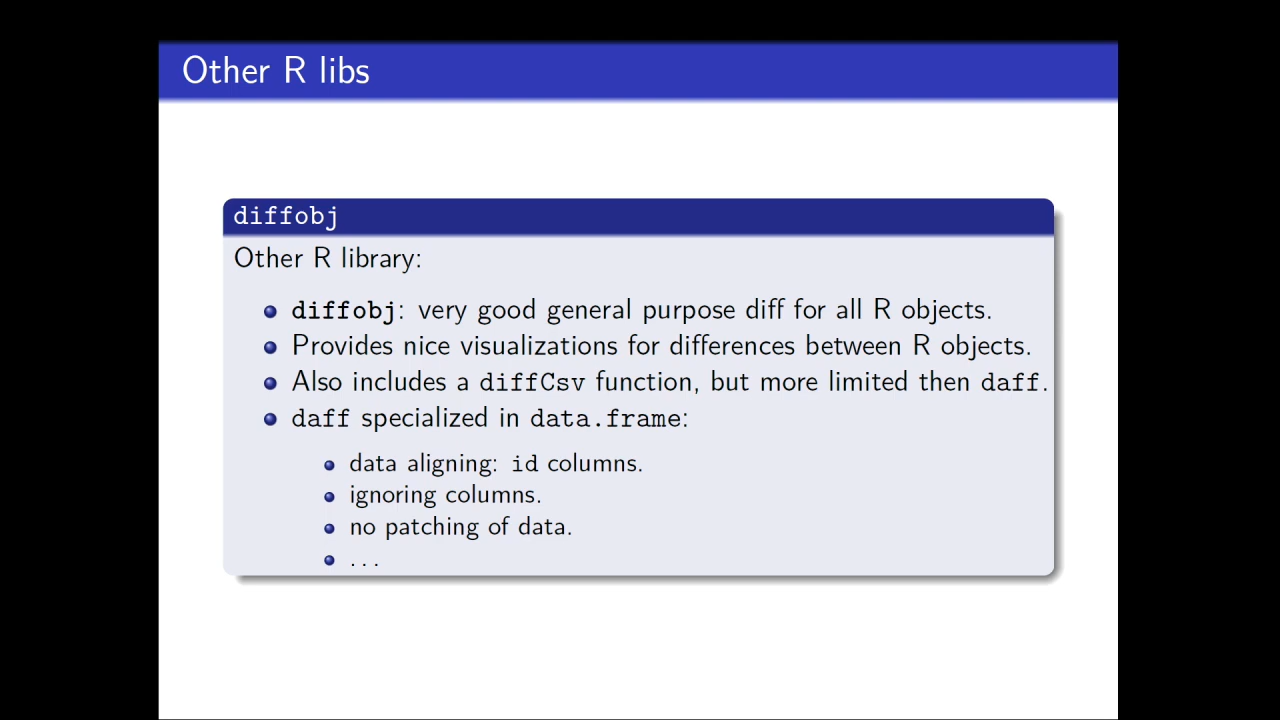 Other R libs
diffobj
Other R library:
diffobj: very good general purpose diff for all R objects.
Provides nice visualizations for differences between R objects.
Also includes a diffCsv function, but more limited then daff.
daff specialized in data.frame:
data aligning: id columns.
ignoring columns.
no patching of data.
...